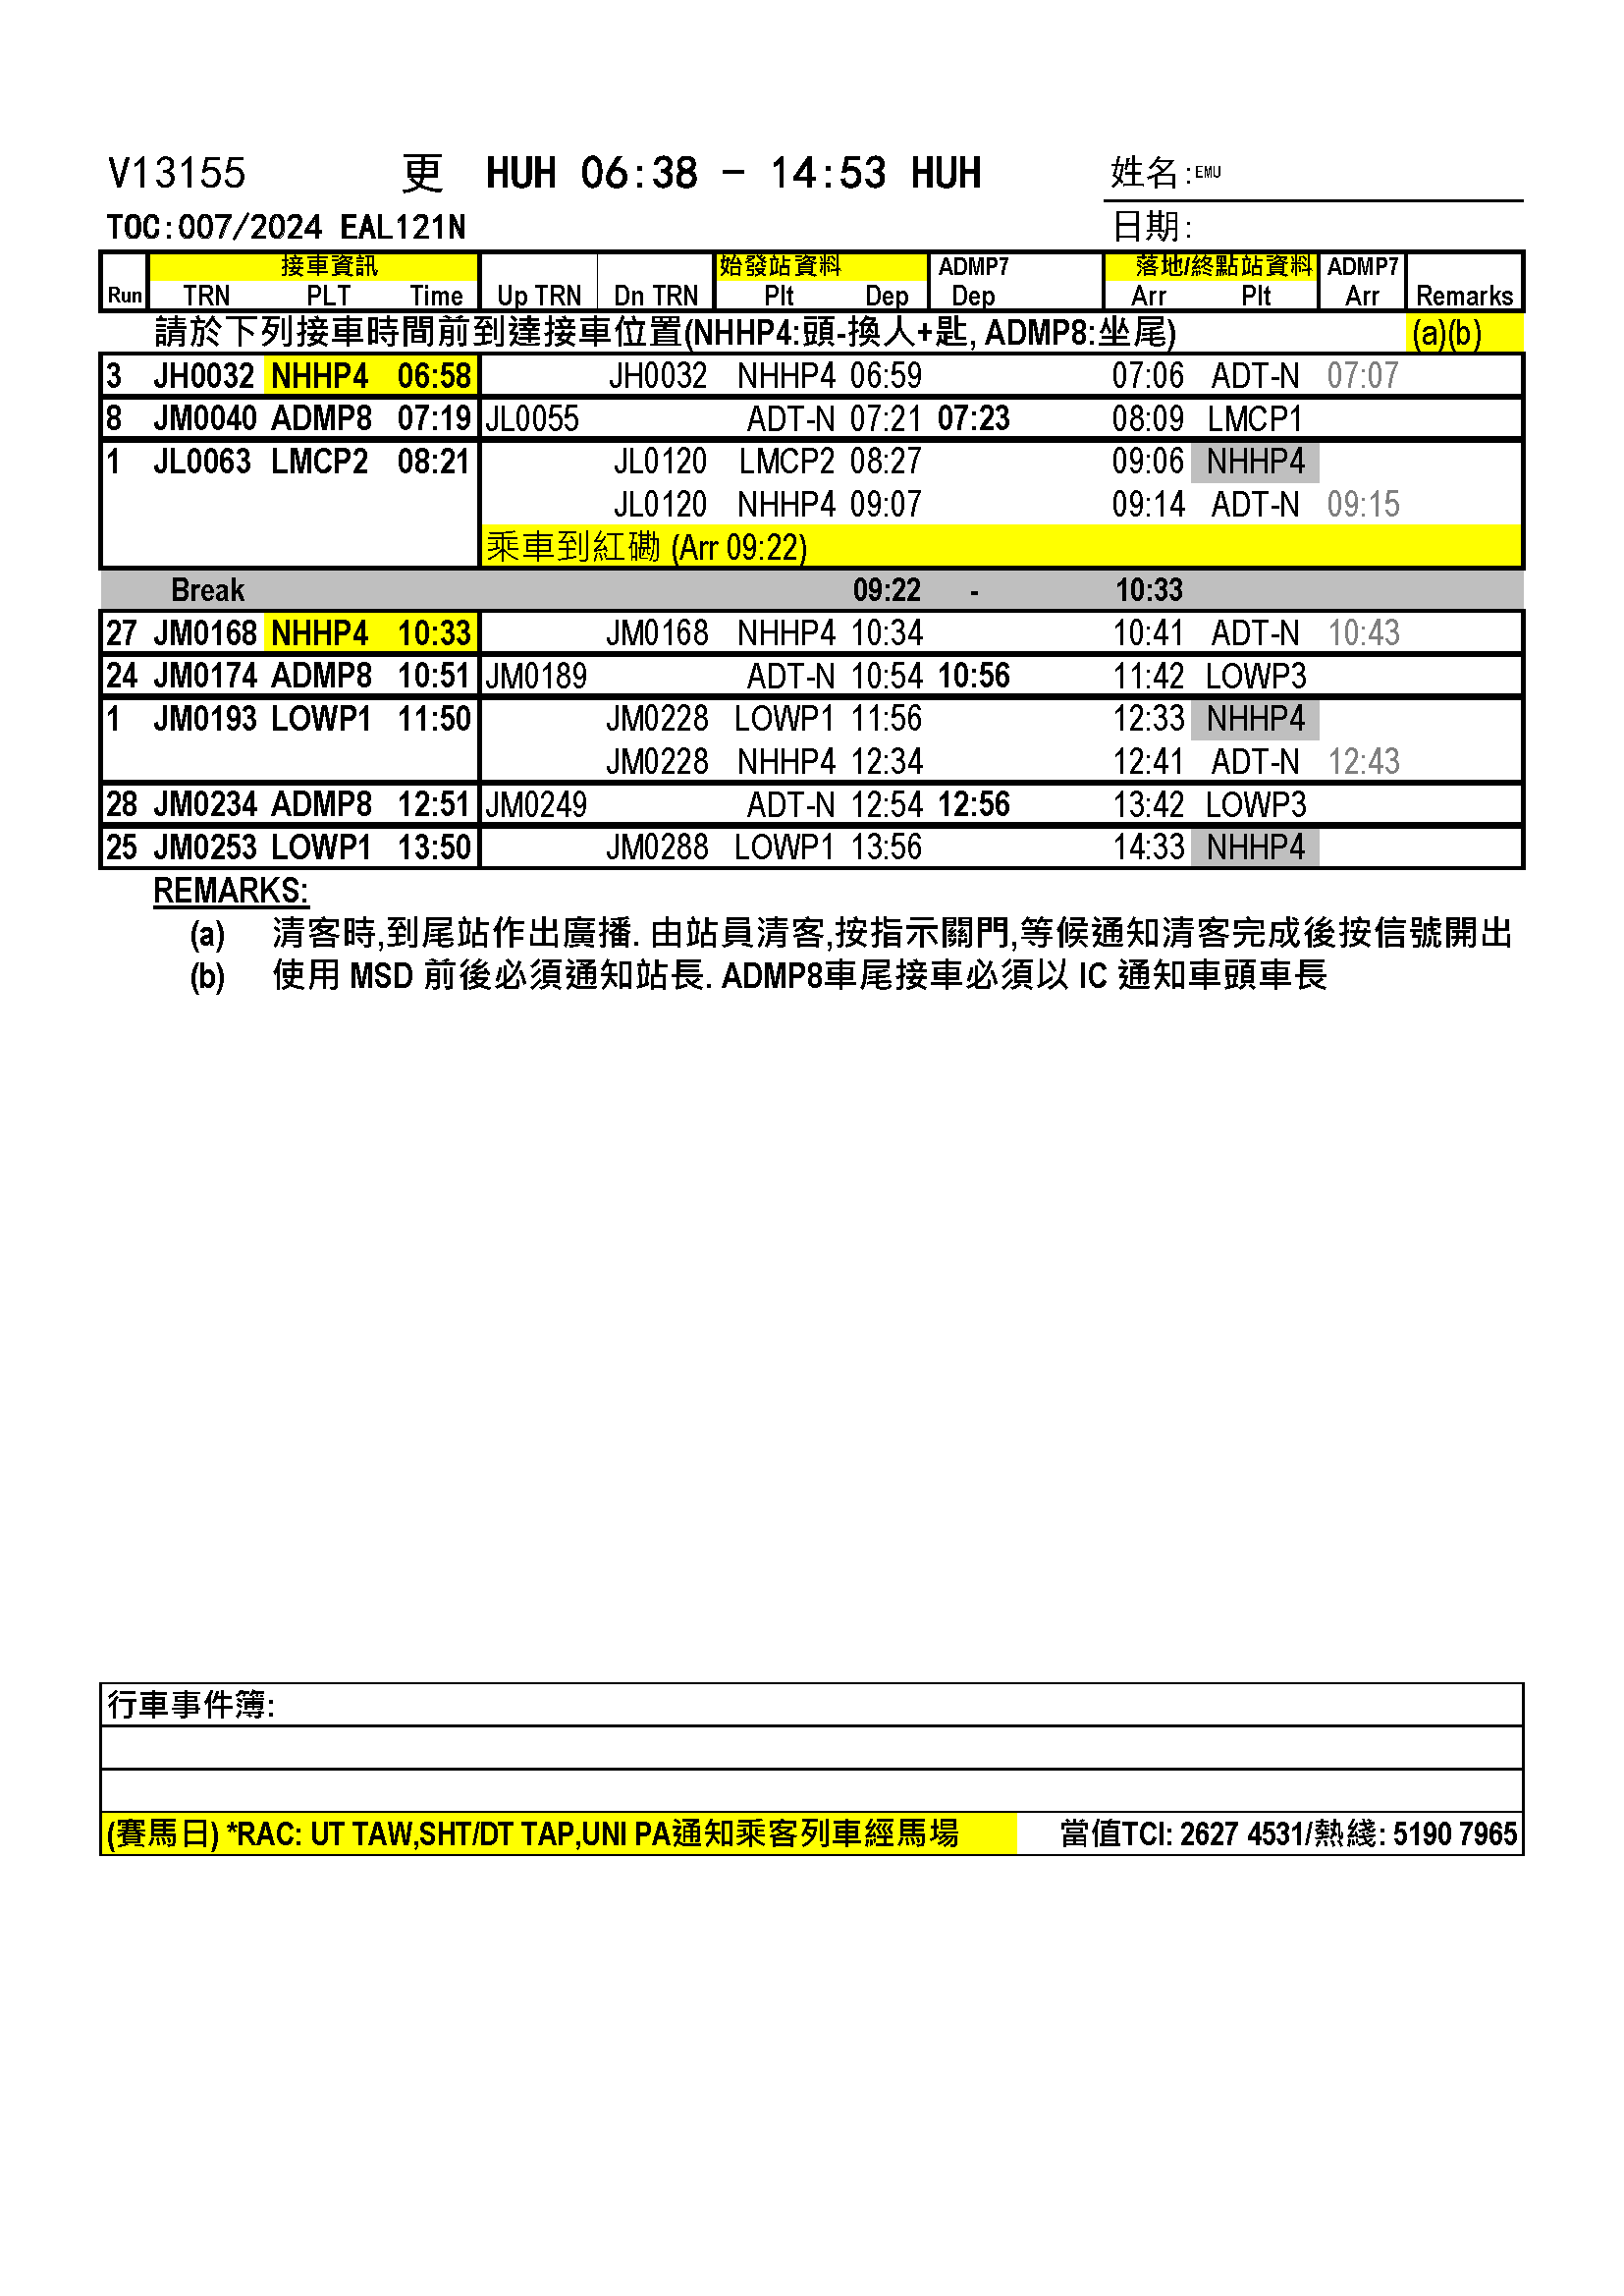 V13155 更 HUH 06:38 - 14:53 HUH 姓名:EMU
TOC:007/2024 EAL121N 日期:
接車資訊 始發站資料 ADMP7 落地/終點站資料 ADMP7
Run TRN PLT Time Up TRN Dn TRN Plt Dep Dep Arr Plt Arr Remarks
請於下列接車時間前到達接車位置(NHHP4:頭-換人+匙, ADMP8:坐尾) (a)(b)
3 JH0032 NHHP4 06:58 JH0032 NHHP4 06:59 07:06 ADT-N 07:07
8 JM0040 ADMP8 07:19 JL0055 ADT-N 07:21 07:23 08:09 LMCP1
1 JL0063 LMCP2 08:21 JL0120 LMCP2 08:27 09:06 NHHP4
JL0120 NHHP4 09:07 09:14 ADT-N 09:15
乘車到紅磡 (Arr 09:22)
Break 09:22 - 10:33
27 JM0168 NHHP4 10:33 JM0168 NHHP4 10:34 10:41 ADT-N 10:43
24 JM0174 ADMP8 10:51 JM0189 ADT-N 10:54 10:56 11:42 LOWP3
1 JM0193 LOWP1 11:50 JM0228 LOWP1 11:56 12:33 NHHP4
JM0228 NHHP4 12:34 12:41 ADT-N 12:43
28 JM0234 ADMP8 12:51 JM0249 ADT-N 12:54 12:56 13:42 LOWP3
25 JM0253 LOWP1 13:50 JM0288 LOWP1 13:56 14:33 NHHP4
REMARKS:
(a) 清客時,到尾站作出廣播. 由站員清客,按指示關門,等候通知清客完成後按信號開出
(b) 使用 MSD 前後必須通知站長. ADMP8車尾接車必須以 IC 通知車頭車長
行車事件簿:
(賽馬日) *RAC: UT TAW,SHT/DT TAP,UNI PA通知乘客列車經馬場 當值TCI: 2627 4531/熱綫: 5190 7965